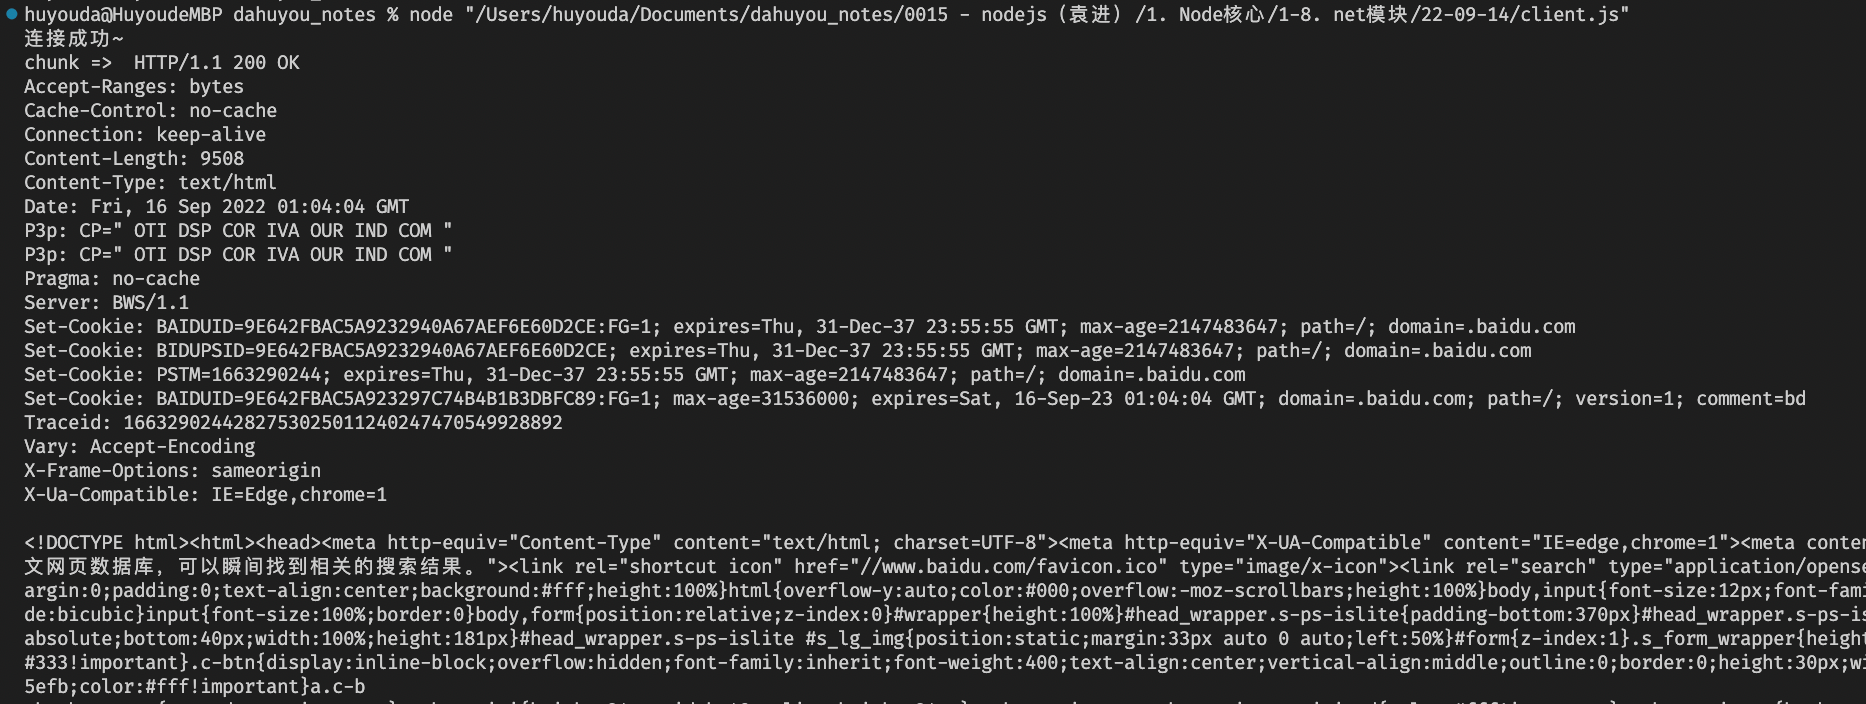 huyouda@HuyoudeMBP dahuyou_notes % node "/Users/huyouda/Documents/dahuyou_notes/0015 - nodejs（袁进）/1. Node核心/1-8. net模块/22-09-14/client.js"
连接成功~
chunk =>  HTTP/1.1 200 OK
Accept-Ranges: bytes
Cache-Control: no-cache
Connection: keep-alive
Content-Length: 9508
Content-Type: text/html
Date: Fri, 16 Sep 2022 01:04:04 GMT
P3p: CP=" OTI DSP COR IVA OUR IND COM "
P3p: CP=" OTI DSP COR IVA OUR IND COM "
Pragma: no-cache
Server: BWS/1.1
Set-Cookie: BAIDUID=9E642FBAC5A9232940A67AEF6E60D2CE:FG=1; expires=Thu, 31-Dec-37 23:55:55 GMT; max-age=2147483647; path=/; domain=.baidu.com
Set-Cookie: BIDUPSID=9E642FBAC5A9232940A67AEF6E60D2CE; expires=Thu, 31-Dec-37 23:55:55 GMT; max-age=2147483647; path=/; domain=.baidu.com
Set-Cookie: PSTM=1663290244; expires=Thu, 31-Dec-37 23:55:55 GMT; max-age=2147483647; path=/; domain=.baidu.com
Set-Cookie: BAIDUID=9E642FBAC5A923297C74B4B1B3DBFC89:FG=1; max-age=31536000; expires=Sat, 16-Sep-23 01:04:04 GMT; domain=.baidu.com; path=/; version=1; comment=bd
Traceid: 1663290244282753025011240247470549928892
Vary: Accept-Encoding
X-Frame-Options: sameorigin
X-Ua-Compatible: IE=Edge,chrome=1
<!DOCTYPE html><html><head><meta http-equiv="Content-Type" content="text/html; charset=UTF-8"><meta http-equiv="X-UA-Compatible" content="IE=edge,chrome=1"><meta conten
文网页数据库，可以瞬间找到相关的搜索结果。"><link rel="shortcut icon" href="//www.baidu.com/favicon.ico" type="image/x-icon"><link rel="search" type="application/opense
argin:0;padding:0;text-align:center;background:#fff;height:100%}html{overflow-y:auto;color:#000;overflow:-moz-scrollbars;height:100%}body,input{font-size:12px;font-fami
de:bicubic}input{font-size:100%;border:0}body,form{position:relative;z-index:0}#wrapper{height:100%}#head_wrapper.s-ps-islite{padding-bottom:370px}#head_wrapper.s-ps-is
absolute;bottom:40px;width:100%;height:181px}#head_wrapper.s-ps-islite #s_lg_img{position:static;margin:33px auto 0 auto;left:50%}#form{z-index:1}.s_form_wrapper{height
#333!important}.c-btn{display:inline-block;overflow:hidden;font-family:inherit;font-weight:400;text-align:center;vertical-align:middle;outline:0;border:0;height:30px;wi
5efb;color:#fff!important}a.c-b